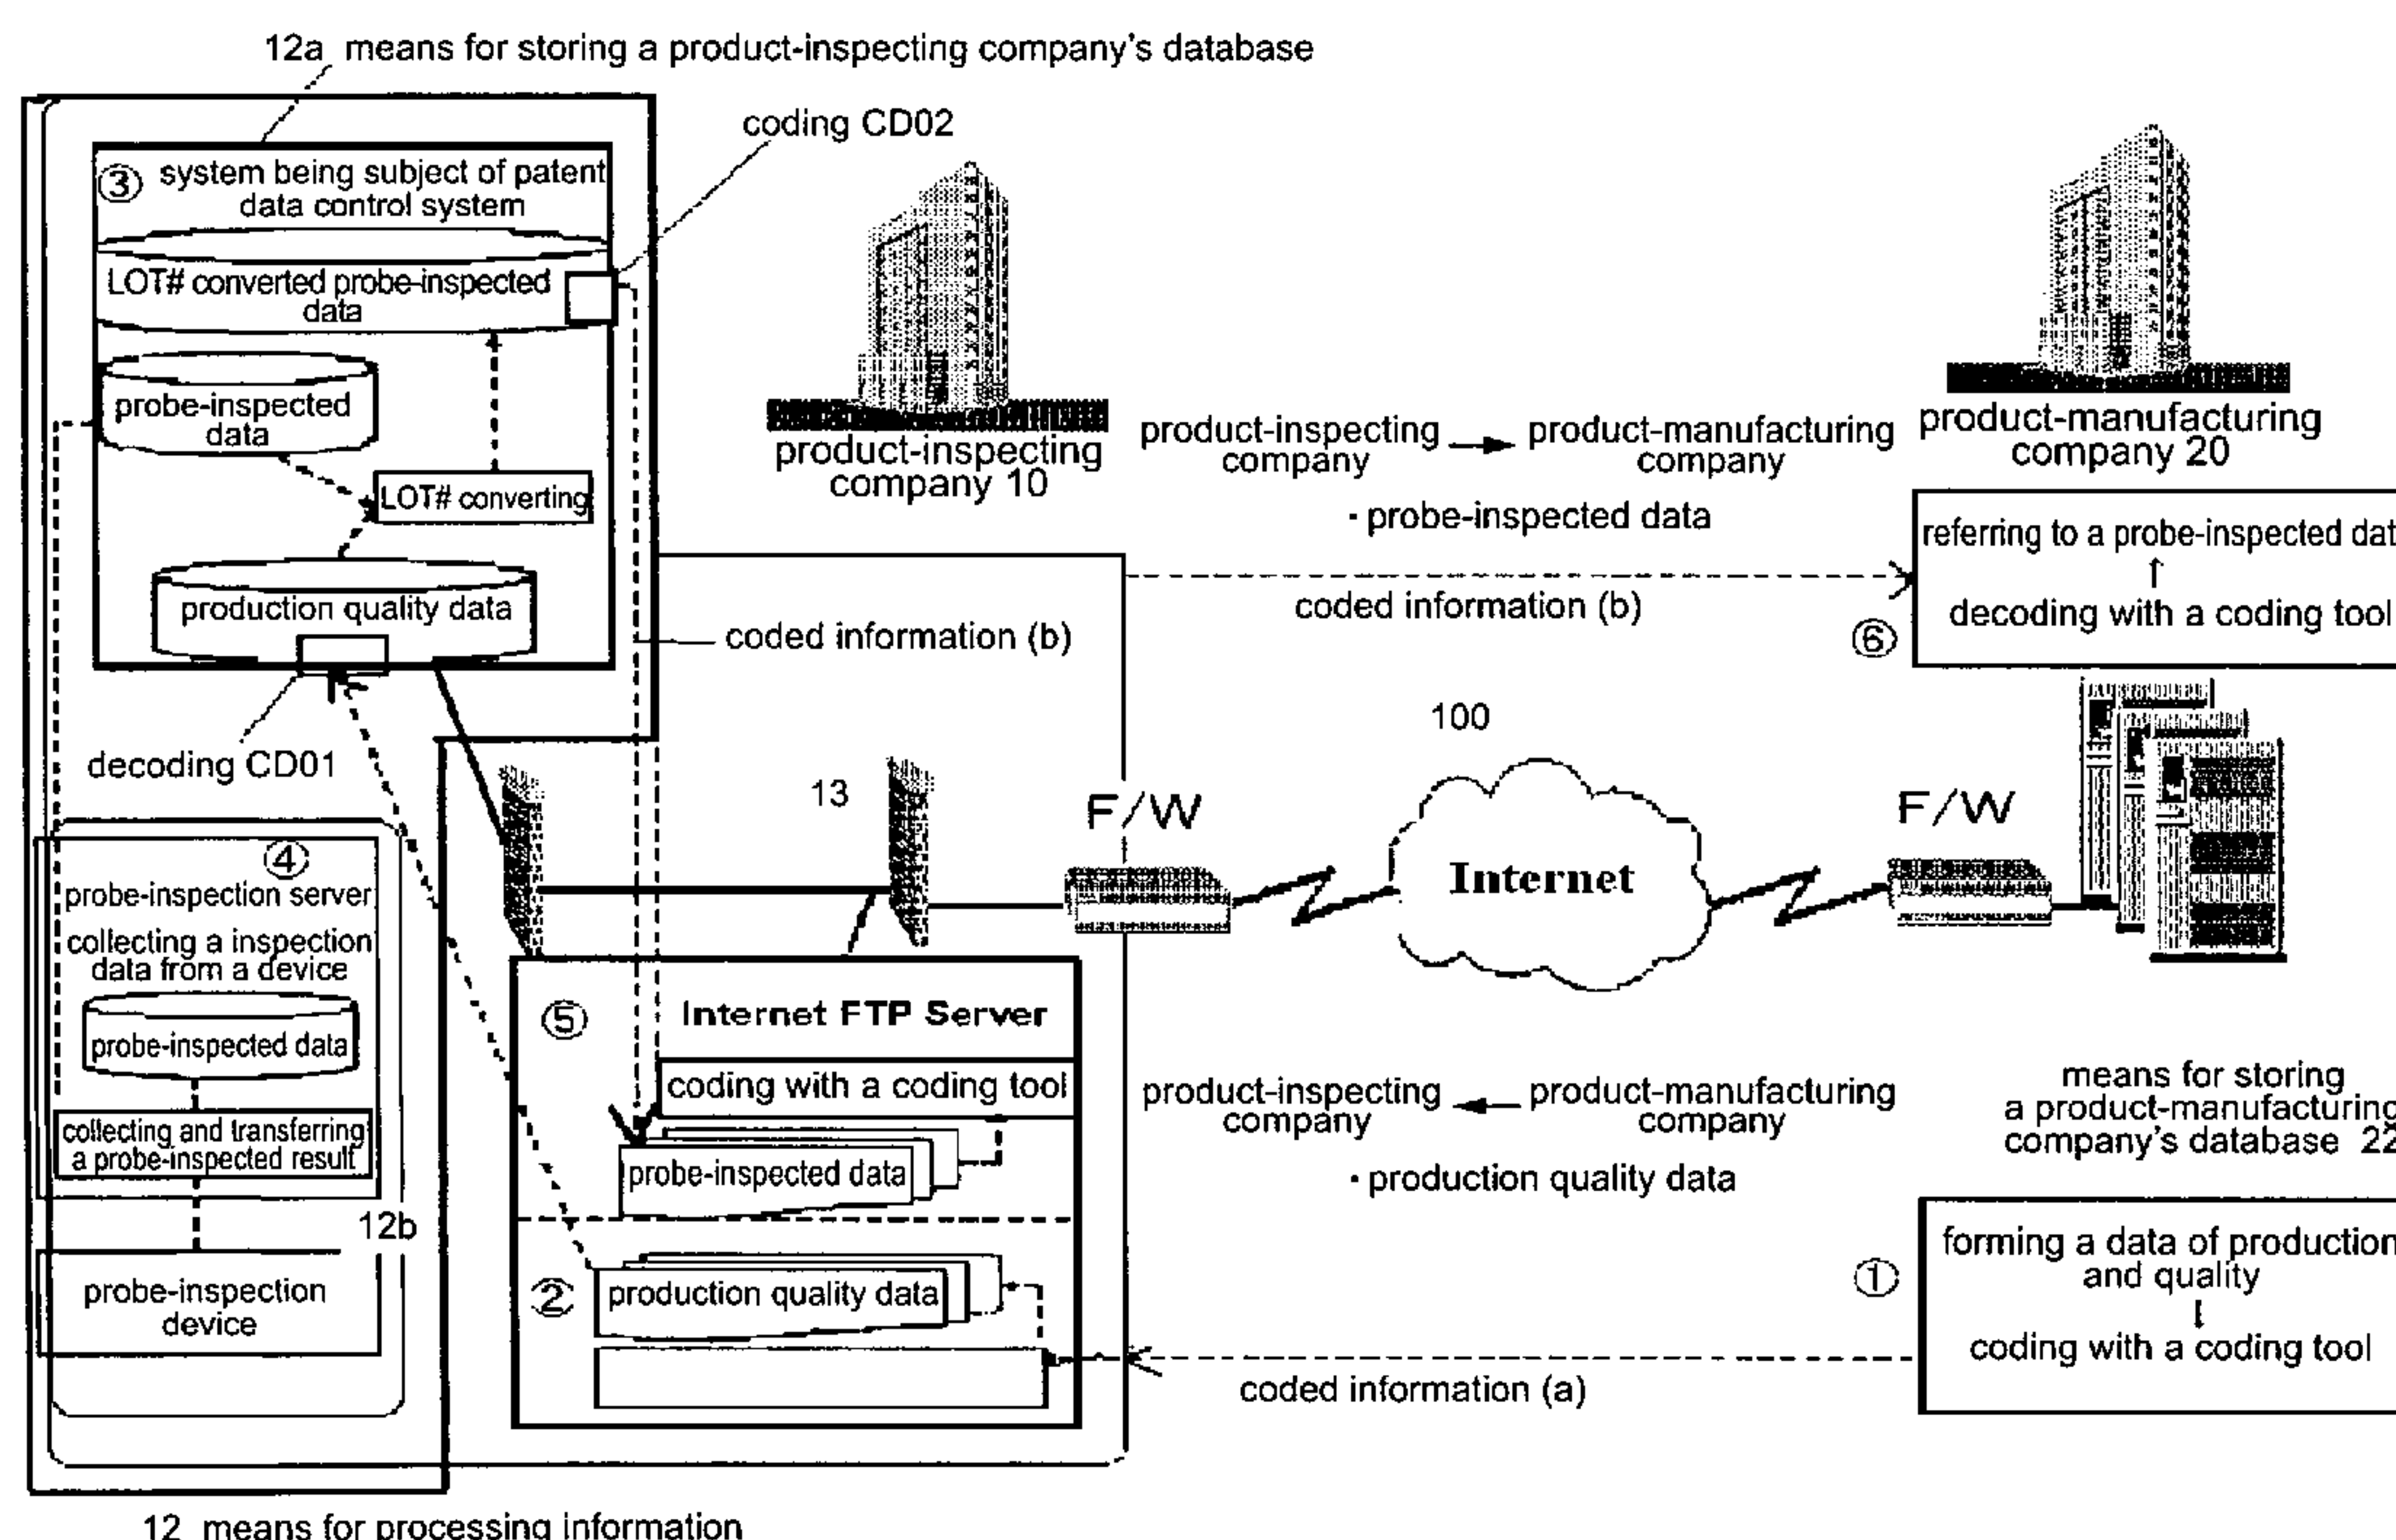 12a means for storing a product-inspecting company's database
coding CD02
③ system being subject of patent
data control system
LOT# converted probe-inspected
data
probe-inspected
data
LOT# converting
production quality data
decoding CD01
coded information (b)
product-inspecting
company 10
product-inspecting
company
product-manufacturing
company
· probe-inspected data
product-manufacturing
company 20
coded information (b)
referring to a probe-inspected dat
↑
decoding with a coding tool
⑥
13
F/W
100
Internet
F/W
④
probe-inspection server
collecting a inspection
data from a device
probe-inspected data
collecting and transferring
a probe-inspected result
12b
probe-inspection
device
⑤ Internet FTP Server
coding with a coding tool
probe-inspected data
② production quality data
product-inspecting
company
product-manufacturing
company
· production quality data
coded information (a)
means for storing
a product-manufacturing
company's database 22
①
forming a data of production
and quality
↓
coding with a coding tool
12 means for processing information